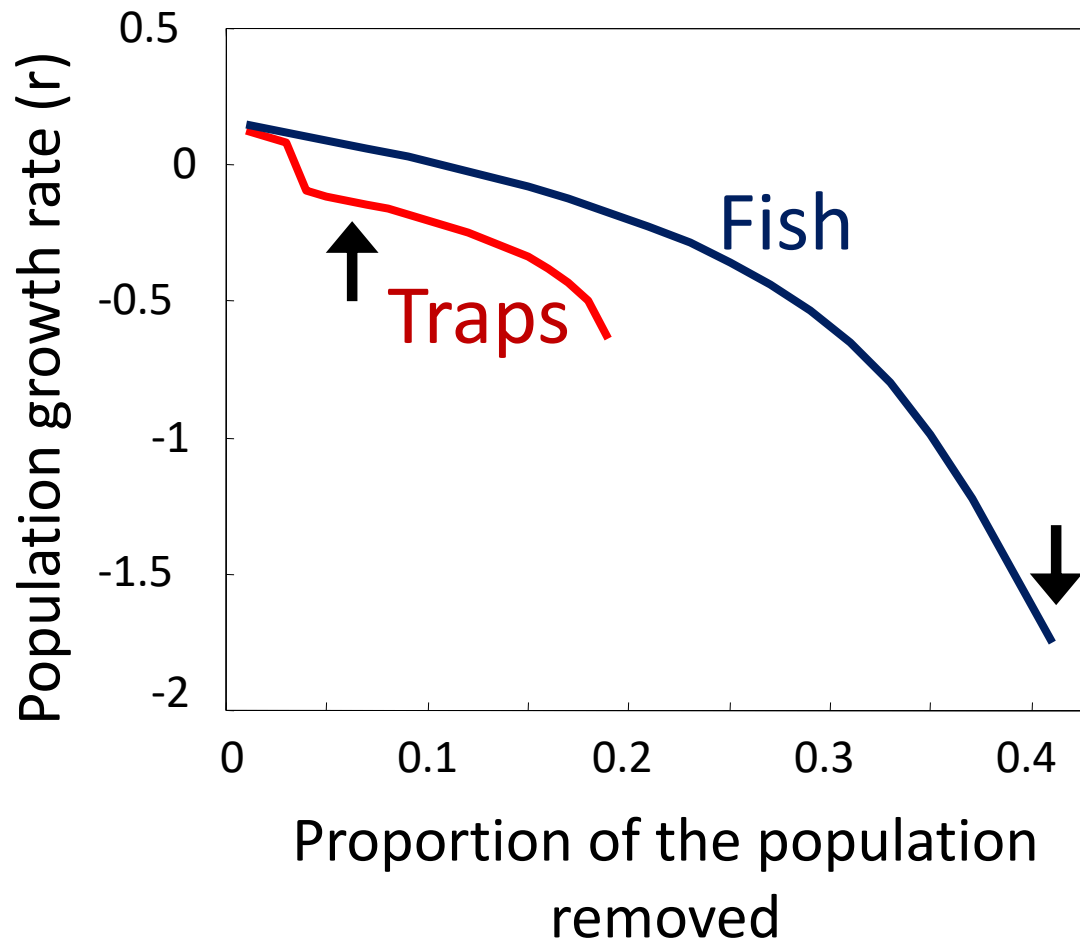 Population growth rate (r)
0.5
0
-0.5
-1
-1.5
-2
Fish
Traps
0
0.1
0.2
0.3
0.4
Proportion of the population
removed